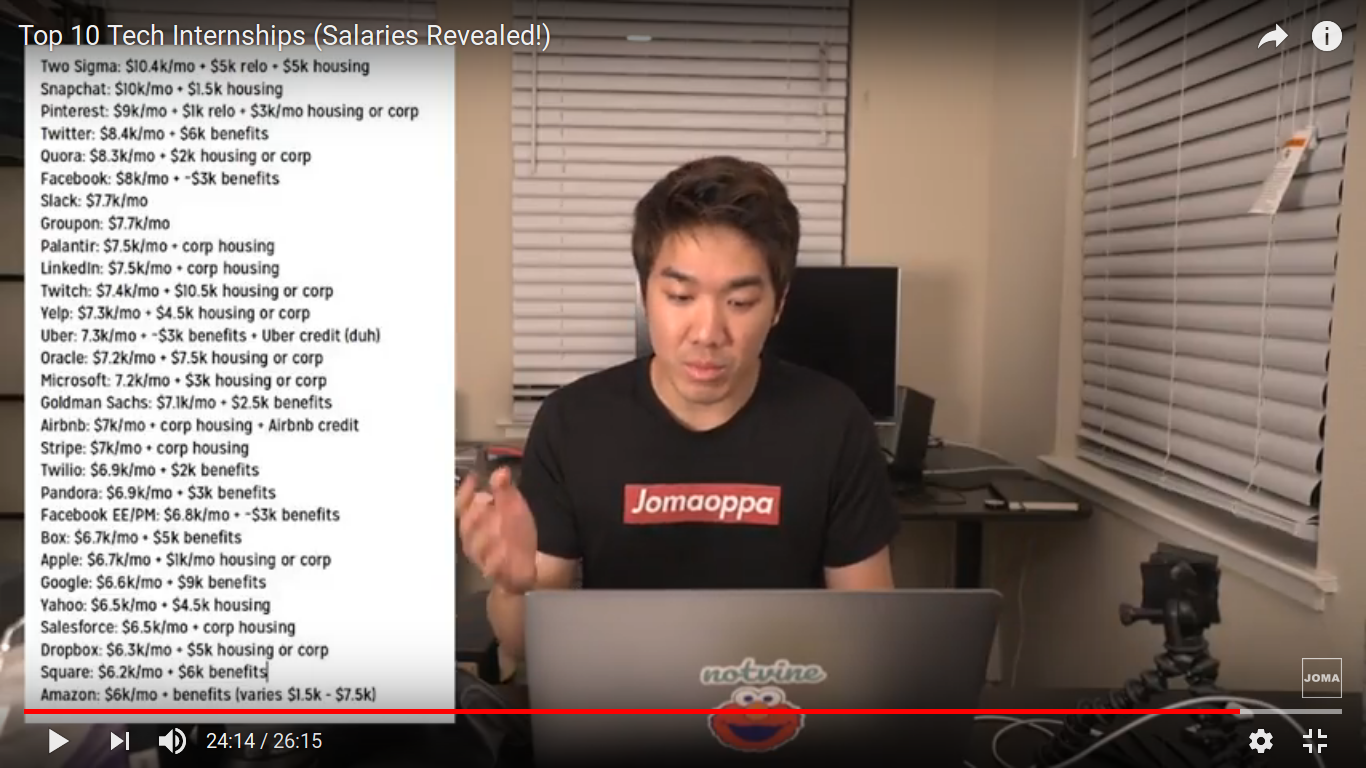 Top 10 Tech Internships (Salaries Revealed!)
Two Sigma: $10.4k/mo + $5k relo + $5k housing
Snapchat: $10k/mo + $1.5k housing
Pinterest: $9k/mo + $1k relo + $3k/mo housing or corp
Twitter: $8.4k/mo + $6k benefits
Quora: $8.3k/mo + $2k housing or corp
Facebook: $8k/mo + ~$3k benefits
Slack: $7.7k/mo
Groupon: $7.7k/mo
Palantir: $7.5k/mo + corp housing
LinkedIn: $7.5k/mo + corp housing
Twitch: $7.4k/mo + $10.5k housing or corp
Yelp: $7.3k/mo + $4.5k housing or corp
Uber: 7.3k/mo + ~$3k benefits + Uber credit (duh)
Oracle: $7.2k/mo + $7.5k housing or corp
Microsoft: 7.2k/mo + $3k housing or corp
Goldman Sachs: $7.1k/mo + $2.5k benefits
Airbnb: $7k/mo + corp housing + Airbnb credit
Stripe: $7k/mo + corp housing
Twilio: $6.9k/mo + $2k benefits
Pandora: $6.9k/mo + $3k benefits
Facebook EE/PM: $6.8k/mo + ~$3k benefits
Box: $6.7k/mo + $5k benefits
Apple: $6.7k/mo + $1k/mo housing or corp
Google: $6.6k/mo + $9k benefits
Yahoo: $6.5k/mo + $4.5k housing
Salesforce: $6.5k/mo + corp housing
Dropbox: $6.3k/mo + $5k housing or corp
Square: $6.2k/mo + $6k benefits
Amazon: $6k/mo + benefits (varies $1.5k - $7.5k)
Jomaoppa
notvine
JOMA
24:14 / 26:15